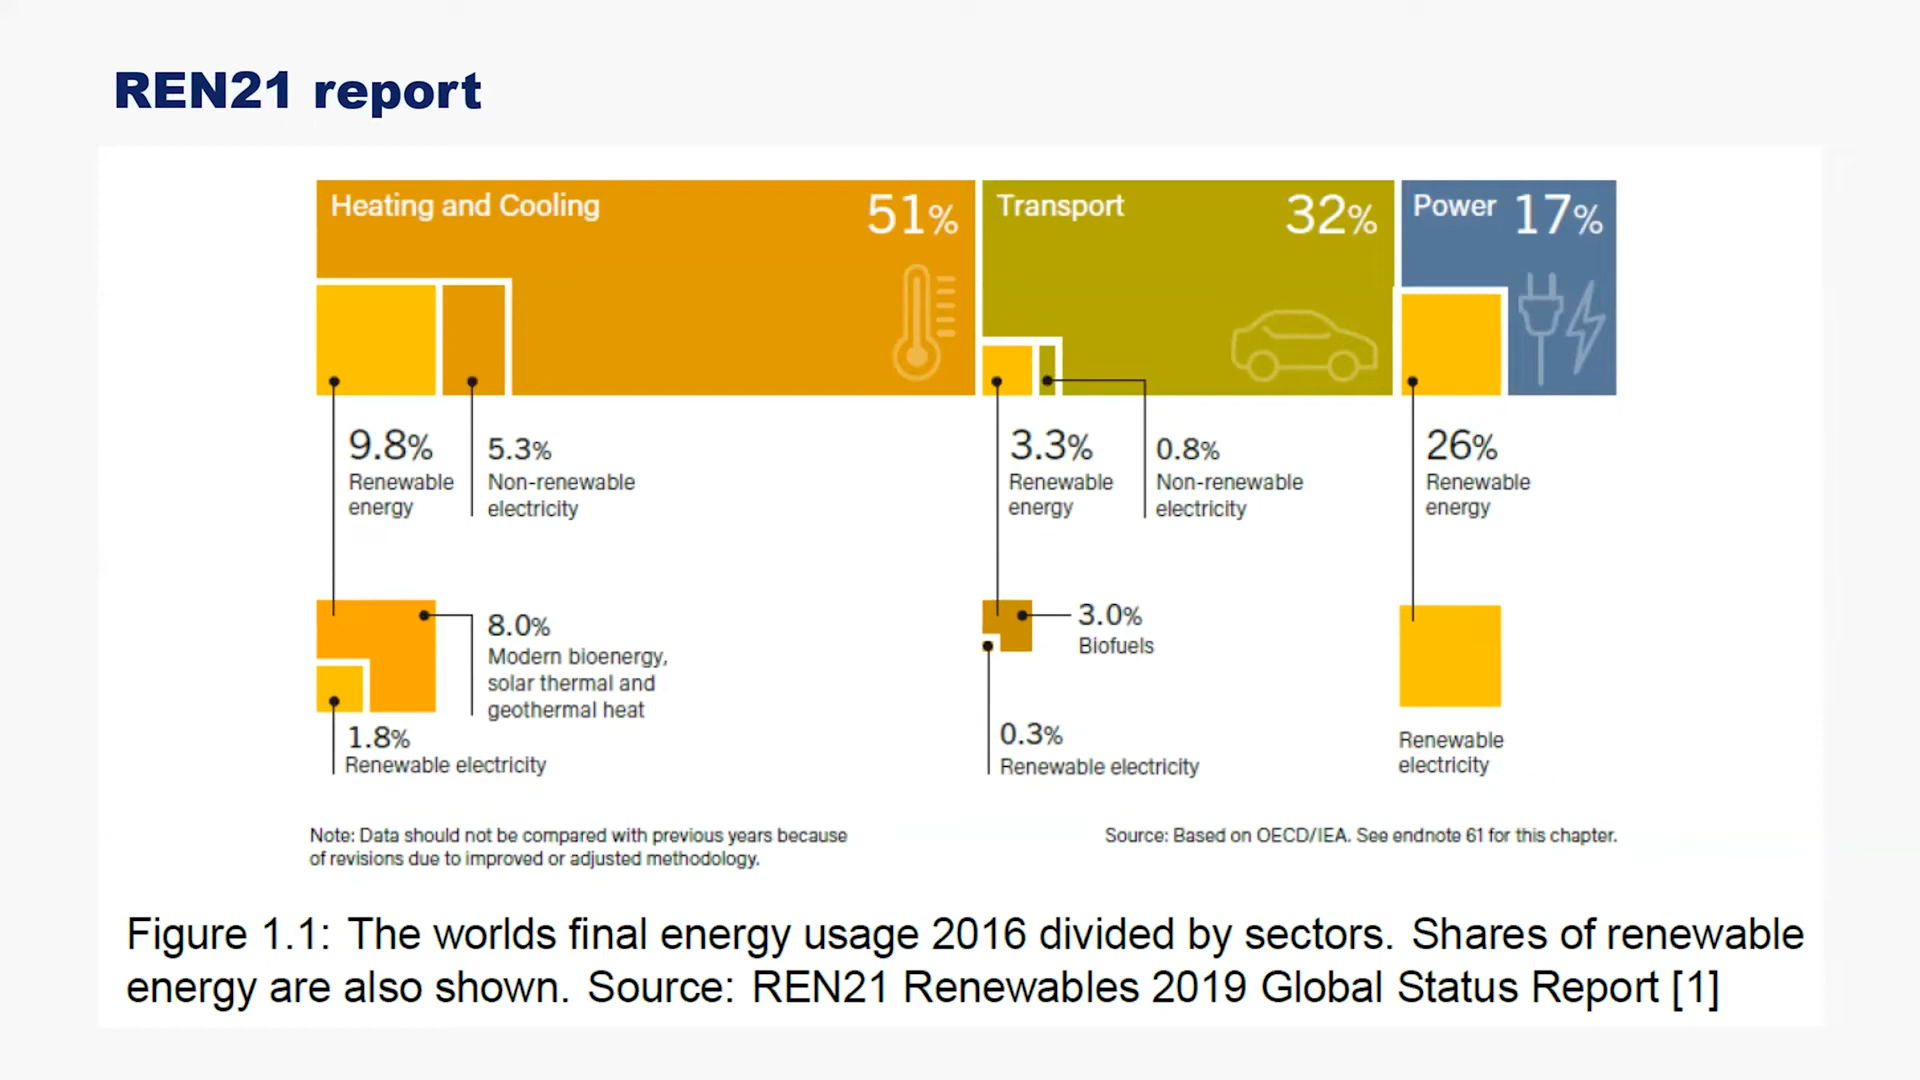 REN21 report
Heating and Cooling 51%
Transport 32%
Power 17%
9.8%
Renewable
energy
5.3%
Non-renewable
electricity
3.3%
Renewable
energy
0.8%
Non-renewable
electricity
26%
Renewable
energy
8.0%
Modern bioenergy,
solar thermal and
geothermal heat
1.8%
Renewable electricity
3.0%
Biofuels
0.3%
Renewable electricity
Renewable
electricity
Note: Data should not be compared with previous years because
of revisions due to improved or adjusted methodology.
Source: Based on OECD/IEA. See endnote 61 for this chapter.
Figure 1.1: The worlds final energy usage 2016 divided by sectors. Shares of renewable
energy are also shown. Source: REN21 Renewables 2019 Global Status Report [1]